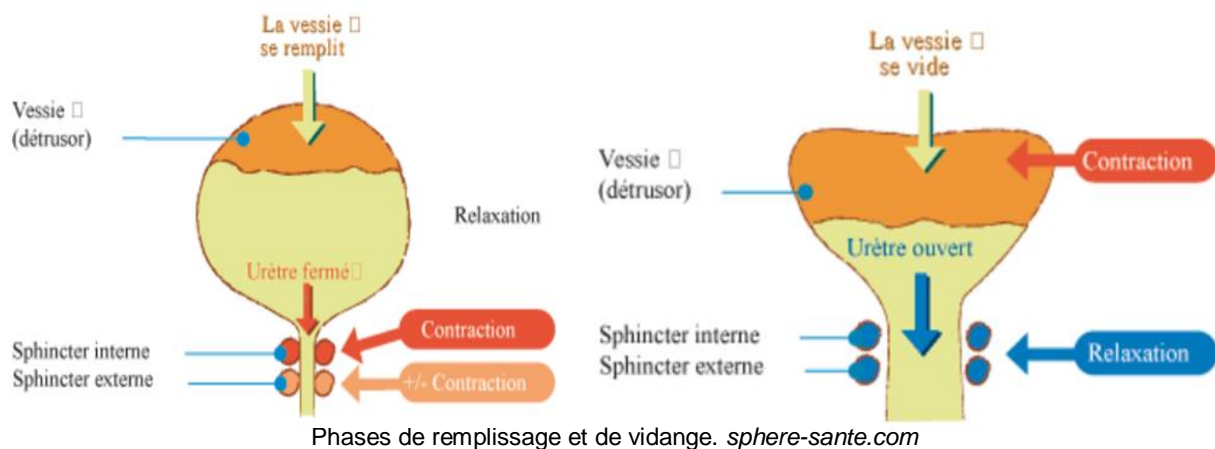 La vessie
se remplit
Vessie
(détrusor)
Relaxation
Urètre fermé
Contraction
Sphincter interne
Sphincter externe
+/- Contraction
La vessie
se vide
Contraction
Vessie
(détrusor)
Urètre ouvert
Sphincter interne
Sphincter externe
Relaxation
Phases de remplissage et de vidange. sphere-sante.com